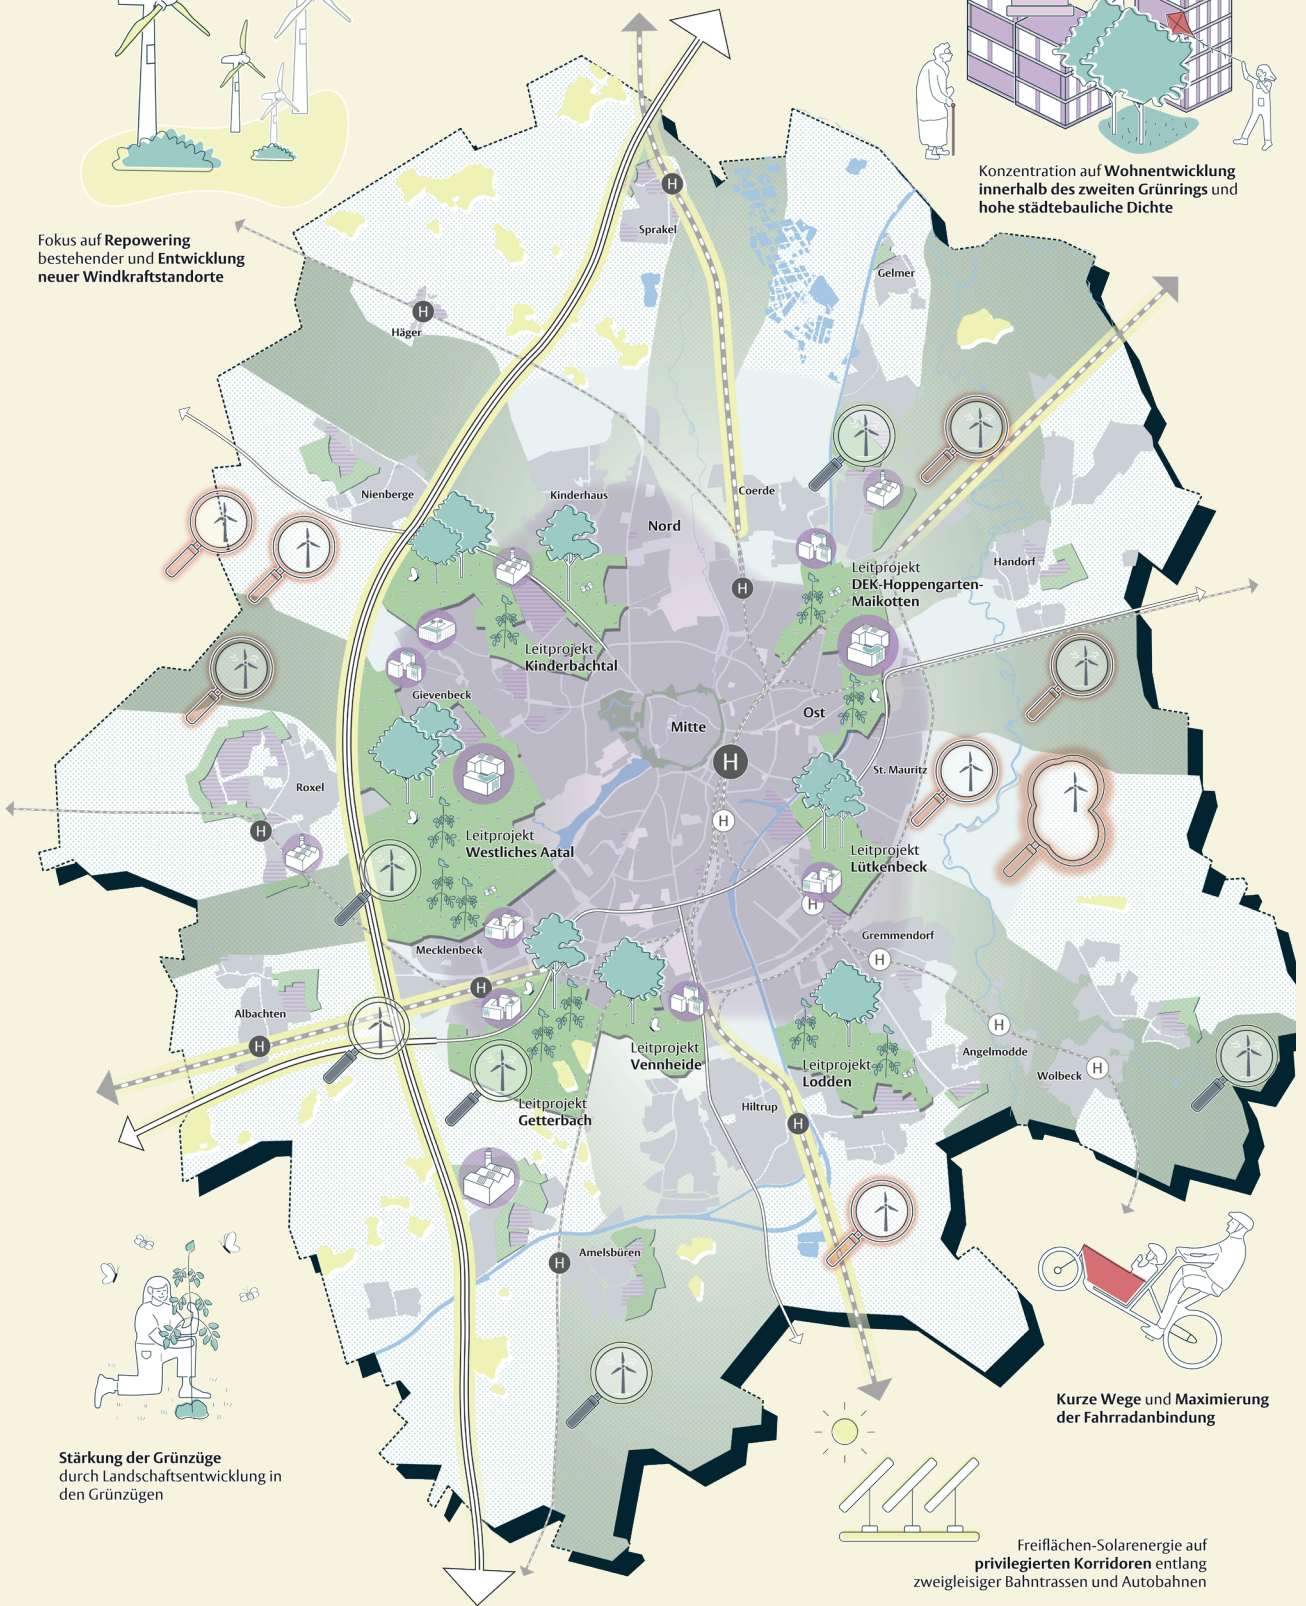 Konzentration auf Wohnentwicklung
innerhalb des zweiten Grünrings und
hohe städtebauliche Dichte
Fokus auf Repowering
bestehender und Entwicklung
neuer Windkraftstandorte
H
Sprakel
Gelmer
H
Häger
Nienberge
Kinderhaus
Coerde
Nord
Handorf
Leitprojekt
DEK-Hoppengarten-
Maikotten
H
Leitprojekt
Kinderbachtal
Gievenbeck
Mitte
Ost
H
St. Mauritz
Roxel
H
H
Leitprojekt
Westliches Aatal
Leitprojekt
Lütkenbeck
H
Mecklenbeck
Gremmendorf
H
H
Albachten
H
H
Angelmodde
Wolbeck
H
Leitprojekt
Vennheide
Leitprojekt
Lodden
Leitprojekt
Getterbach
Hiltrup
H
Amelsbüren
H
Kurze Wege und Maximierung
der Fahrradanbindung
Stärkung der Grünzüge
durch Landschaftsentwicklung in
den Grünzügen
Freiflächen-Solarenergie auf
privilegierten Korridoren entlang
zweigleisiger Bahntrassen und Autobahnen